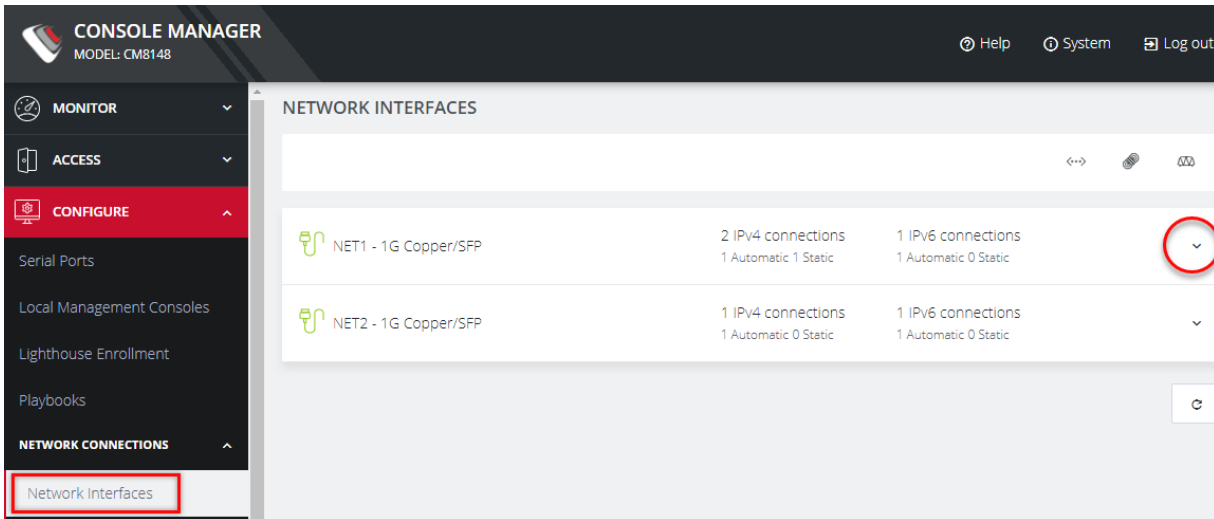 CONSOLE MANAGER
MODEL: CM8148
Help
System
Log out
MONITOR
ACCESS
CONFIGURE
Serial Ports
Local Management Consoles
Lighthouse Enrollment
Playbooks
NETWORK CONNECTIONS
Network Interfaces
NETWORK INTERFACES
NET1 - 1G Copper/SFP
2 IPv4 connections
1 Automatic 1 Static
1 IPv6 connections
1 Automatic 0 Static
NET2 - 1G Copper/SFP
1 IPv4 connections
1 Automatic 0 Static
1 IPv6 connections
1 Automatic 0 Static